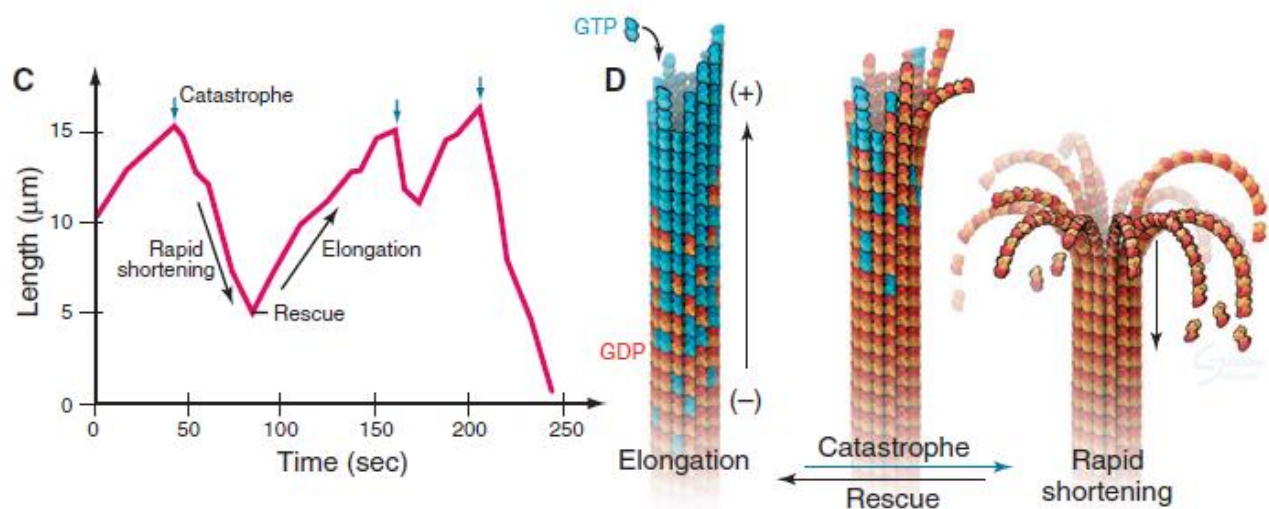 C
Length (µm)
15
10
5
0
0
50
100
150
200
250
Time (sec)
Catastrophe
Rapid
shortening
Elongation
Rescue
D
GTP
(+)
GDP
(–)
Elongation
Catastrophe
Rescue
Rapid
shortening